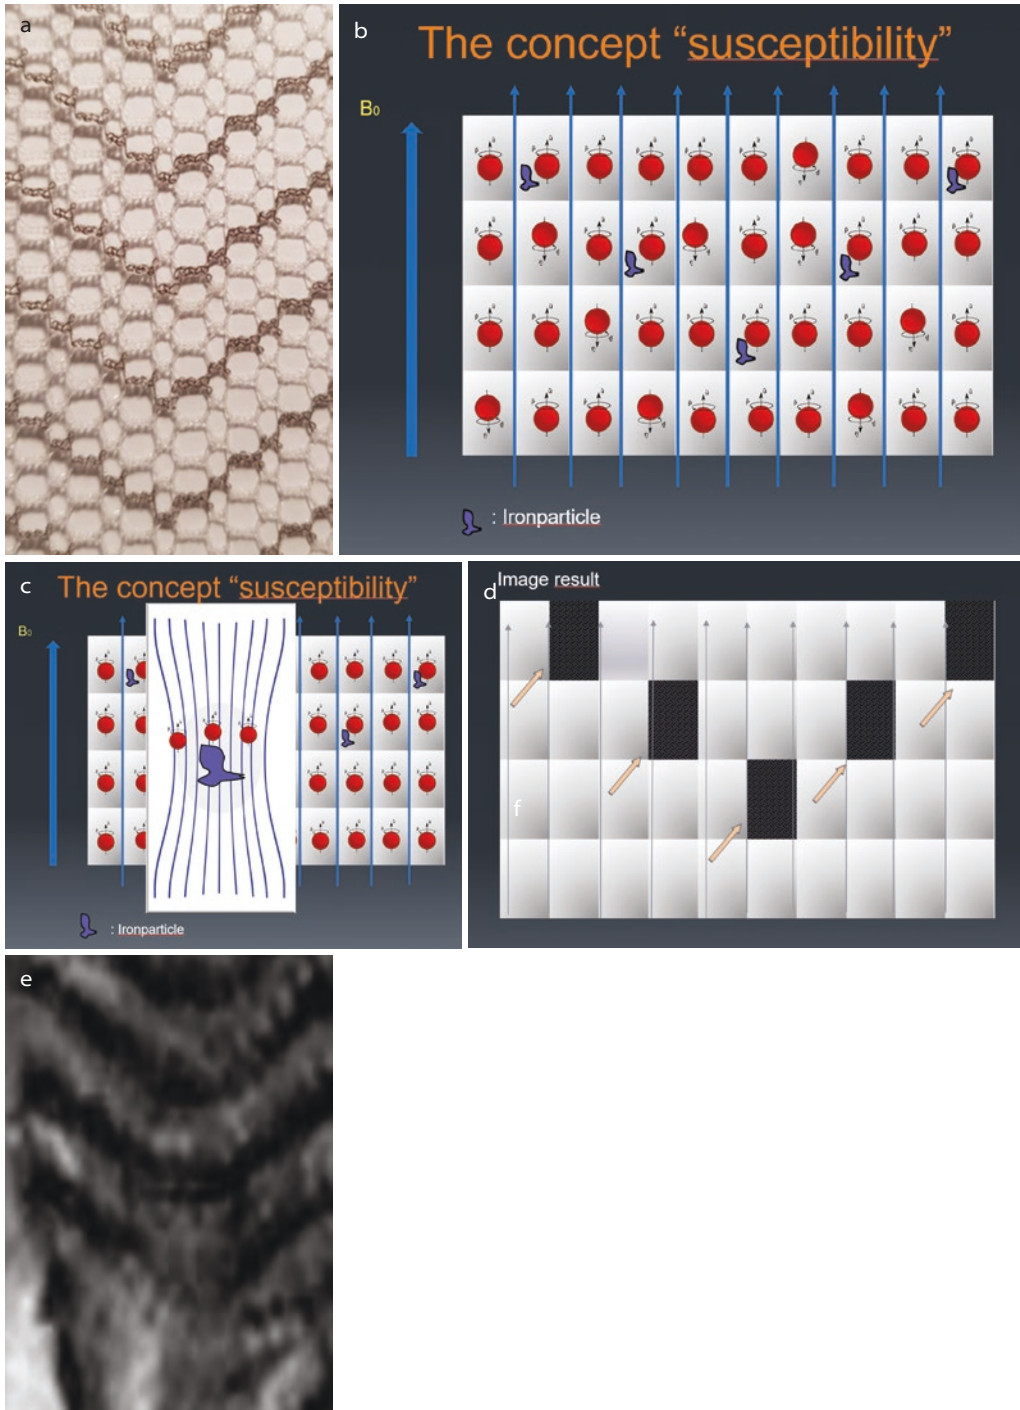 a
b
The concept “susceptibility”
B₀
: Ironparticle
c
The concept “susceptibility”
B₀
: Ironparticle
d
Image result
f
e